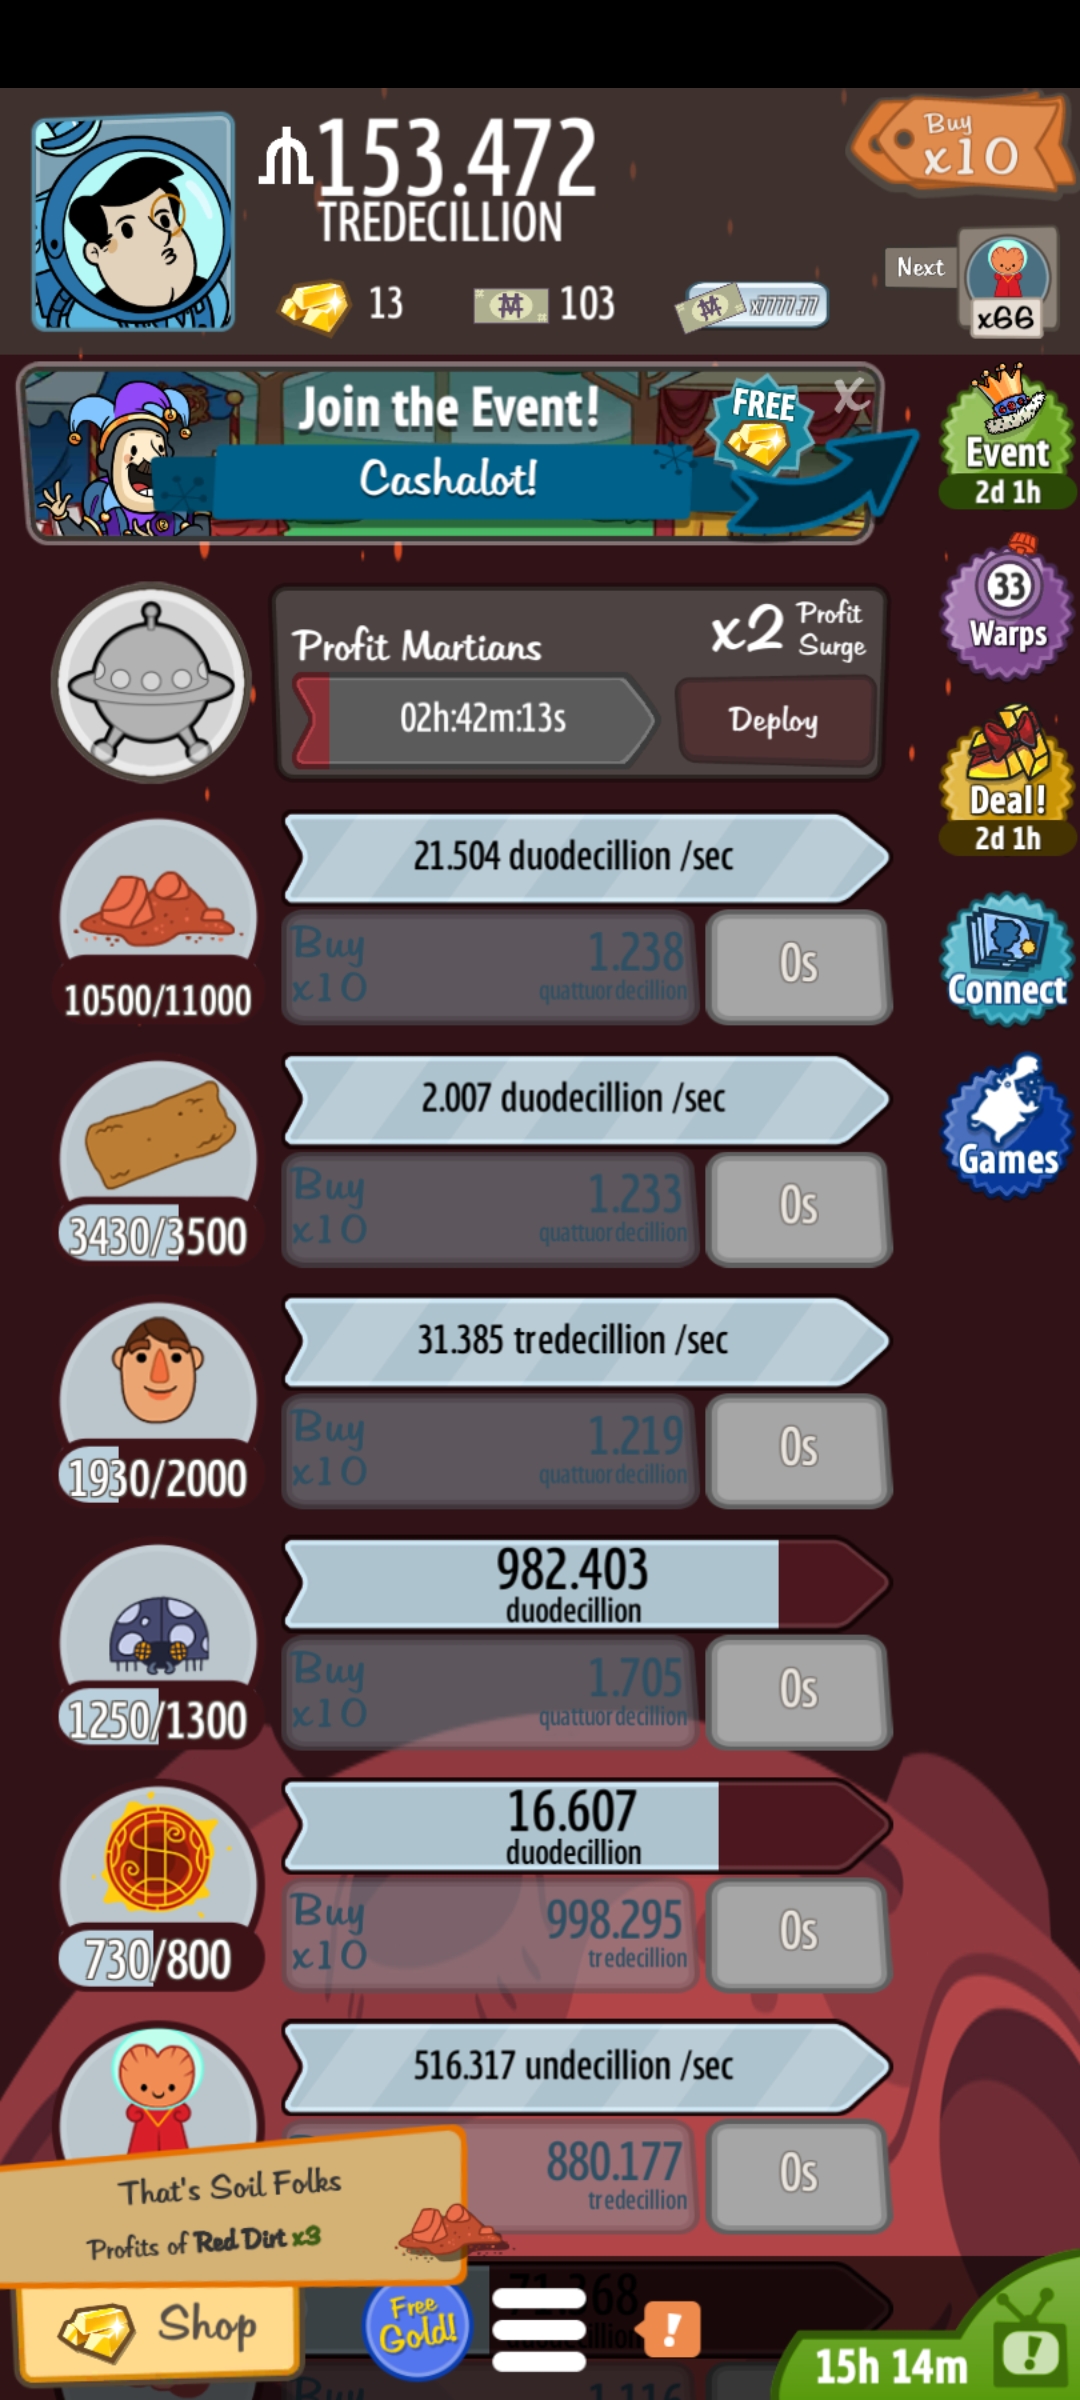 153.472
TREDECILLION
Buy
x10
13
103
x7777.77
Next
x66
Join the Event!
Cashalot!
FREE
X
Event
2d 1h
33
Warps
Profit Martians
x2 Profit
Surge
02h:42m:13s
Deploy
Deal!
2d 1h
21.504 duodecillion /sec
Buy
x10
1.238
quattuordecillion
0s
10500/11000
Connect
2.007 duodecillion /sec
Buy
x10
1.233
quattuordecillion
0s
3430/3500
Games
31.385 tredecillion /sec
Buy
x10
1.219
quattuordecillion
0s
1930/2000
982.403
duodecillion
Buy
x10
1.705
quattuordecillion
0s
1250/1300
16.607
duodecillion
Buy
x10
998.295
tredecillion
0s
730/800
516.317 undecillion /sec
880.177
tredecillion
0s
That's Soil Folks
Profits of Red Dirt x3
Shop
Free
Gold!
71.368
!
15h 14m
!
Buy
1.116